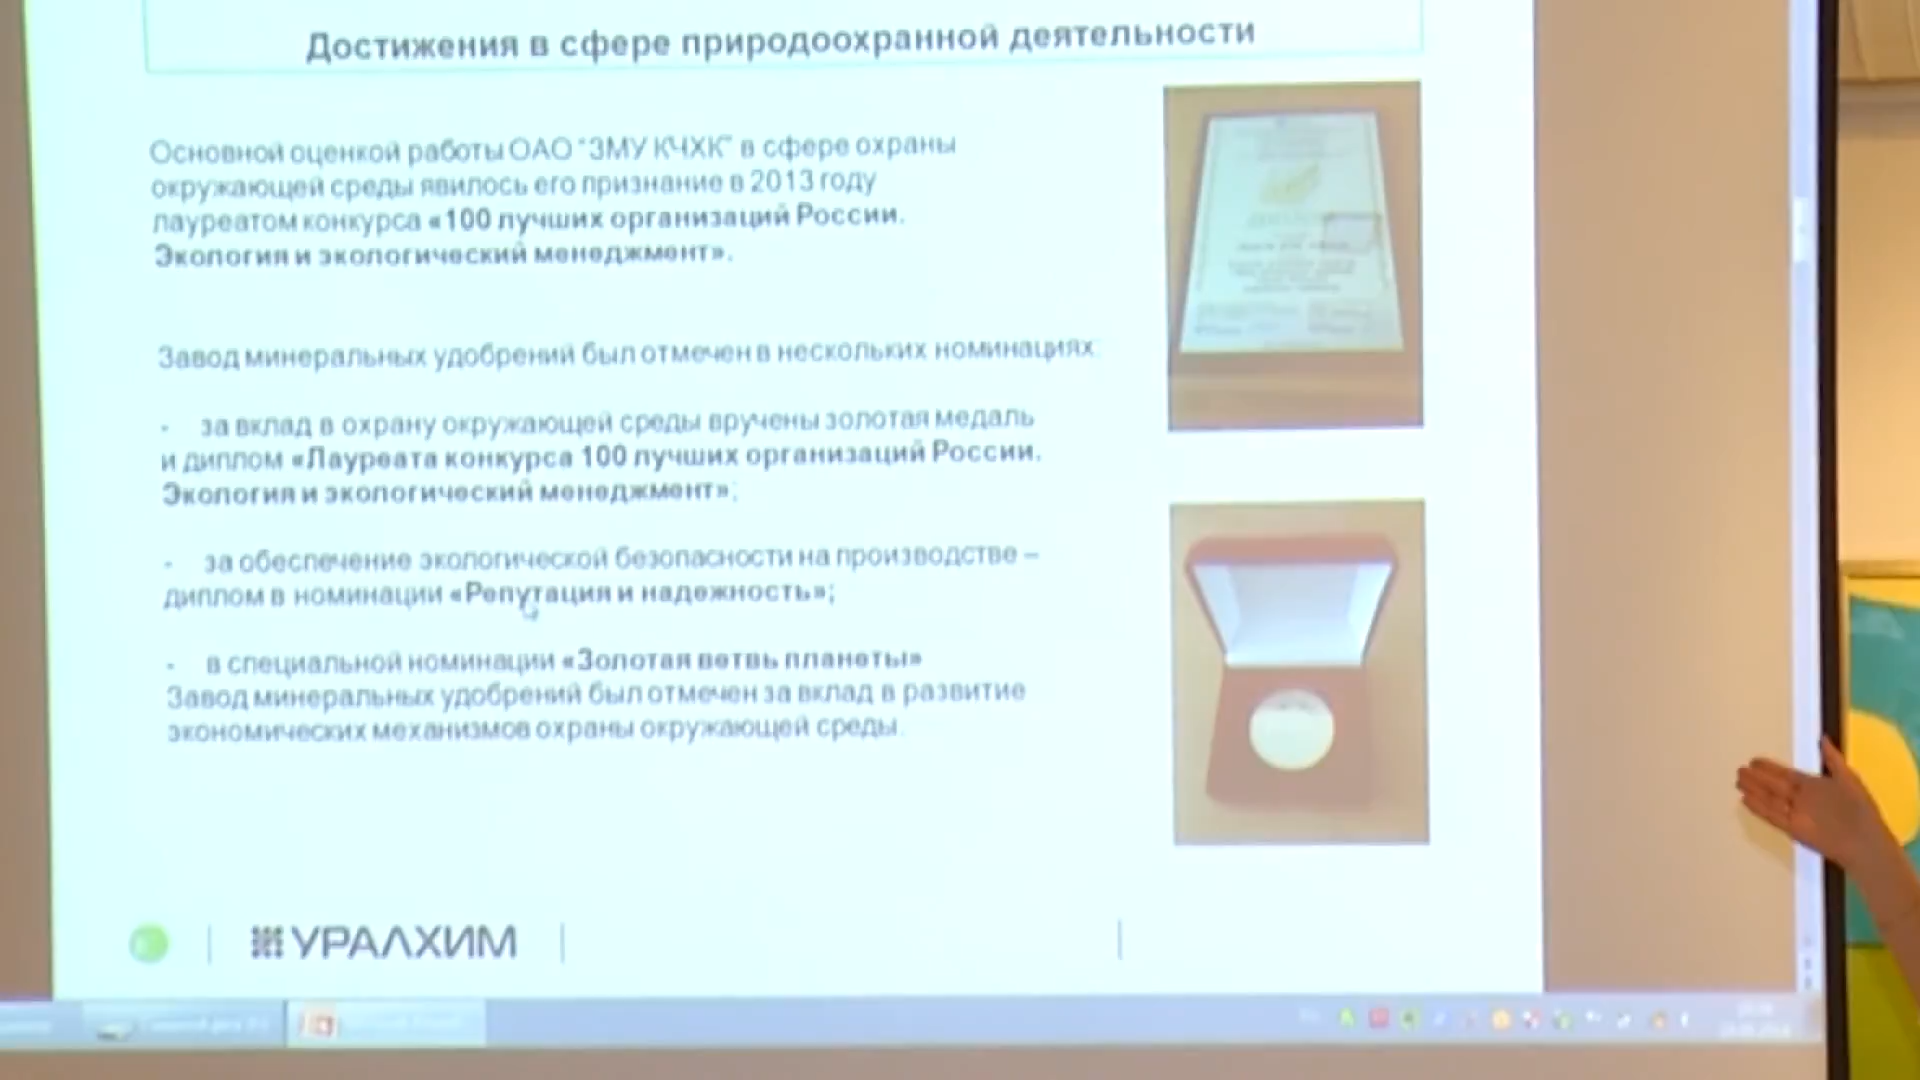 Достижения в сфере природоохранной деятельности
Основной оценкой работы ОАО "ЗМУ КЧХК" в сфере охраны
окружающей среды явилось его признание в 2013 году
лауреатом конкурса «100 лучших организаций России.
Экология и экологический менеджмент».
Завод минеральных удобрений был отмечен в нескольких номинациях:
- за вклад в охрану окружающей среды вручены золотая медаль
и диплом «Лауреата конкурса 100 лучших организаций России.
Экология и экологический менеджмент»;
- за обеспечение экологической безопасности на производстве –
диплом в номинации «Репутация и надежность»;
- в специальной номинации «Золотая ветвь планеты»
Завод минеральных удобрений был отмечен за вклад в развитие
экономических механизмов охраны окружающей среды.
УРАЛХИМ